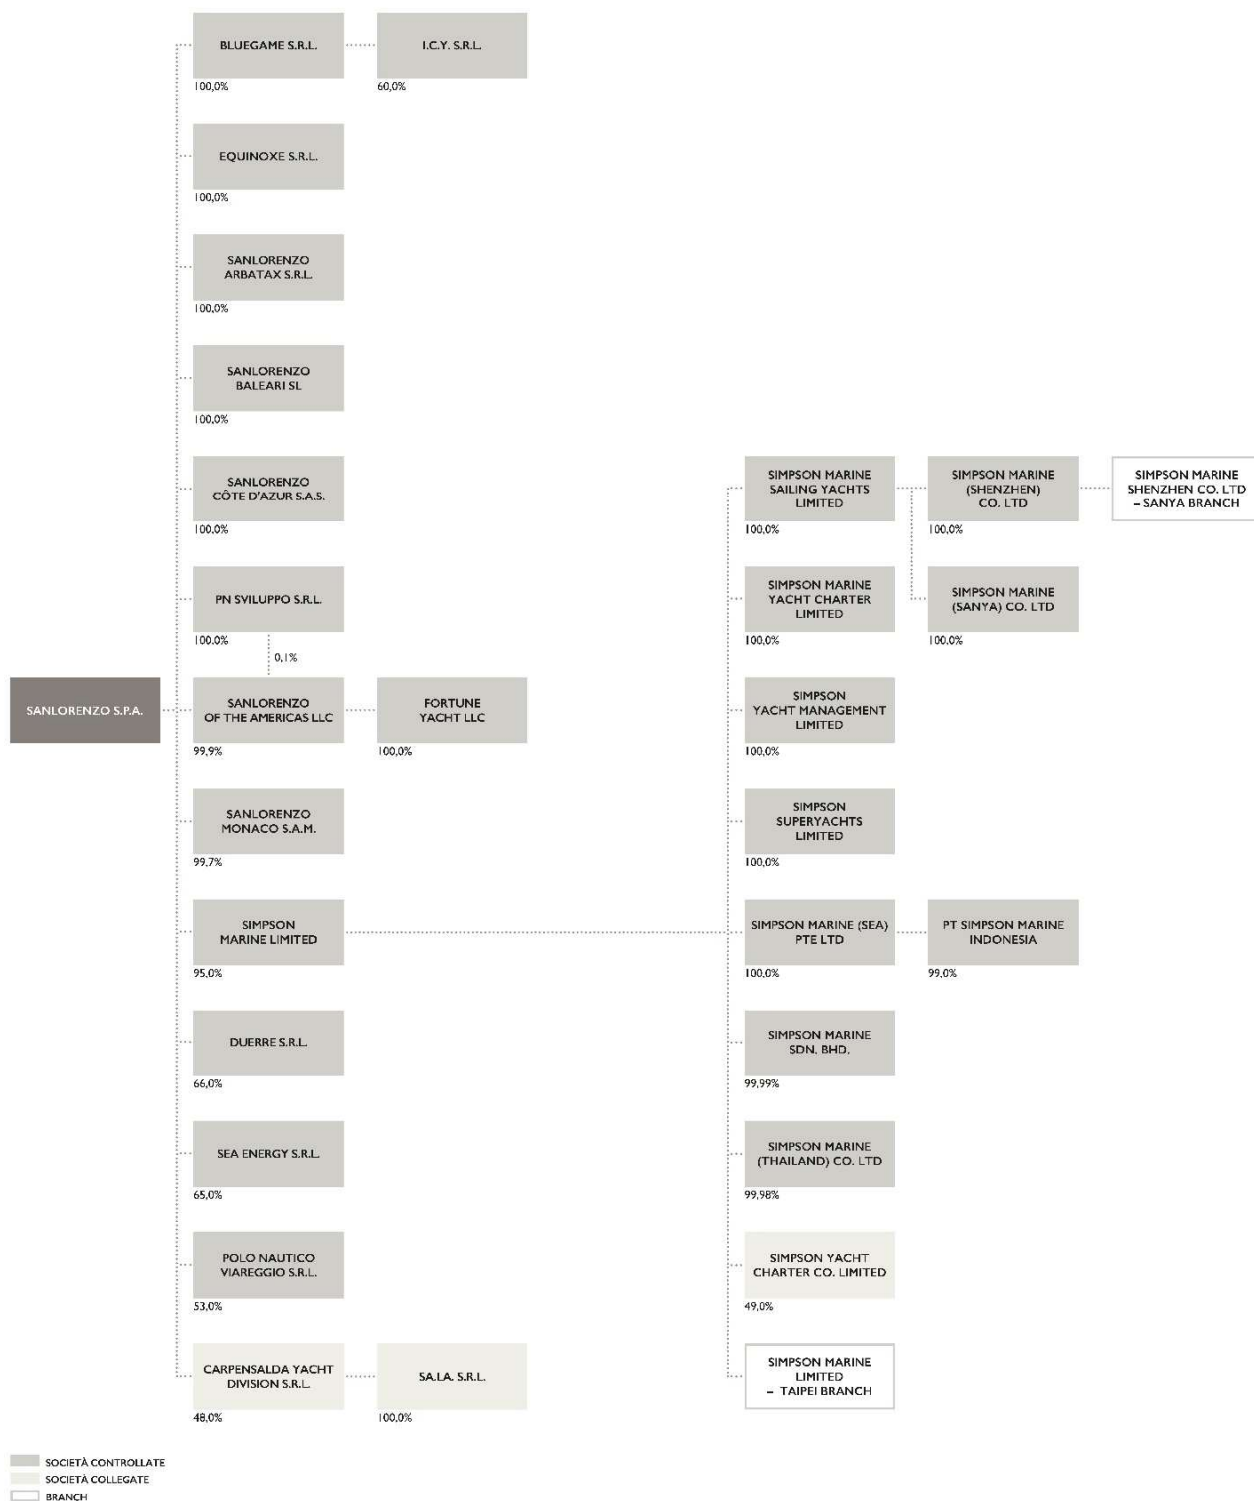 BLUEGAME S.R.L.
100,0%
I.C.Y. S.R.L.
60,0%
EQUINOXE S.R.L.
100,0%
SANLORENZO
ARBATAX S.R.L.
100,0%
SANLORENZO
BALEARI SL
100,0%
SANLORENZO
CÔTE D'AZUR S.A.S.
100,0%
PN SVILUPPO S.R.L.
100,0%
0,1%
SANLORENZO S.P.A.
SANLORENZO
OF THE AMERICAS LLC
99,9%
FORTUNE
YACHT LLC
100,0%
SANLORENZO
MONACO S.A.M.
99,7%
SIMPSON
MARINE LIMITED
95,0%
DUERRE S.R.L.
66,0%
SEA ENERGY S.R.L.
65,0%
POLO NAUTICO
VIAREGGIO S.R.L.
53,0%
CARPENSALDA YACHT
DIVISION S.R.L.
48,0%
SA.LA. S.R.L.
100,0%
SIMPSON MARINE
SAILING YACHTS
LIMITED
100,0%
SIMPSON MARINE
(SHENZHEN)
CO. LTD
100,0%
SIMPSON MARINE
SHENZHEN CO. LTD
– SANYA BRANCH
SIMPSON MARINE
YACHT CHARTER
LIMITED
100,0%
SIMPSON MARINE
(SANYA) CO. LTD
100,0%
SIMPSON
YACHT MANAGEMENT
LIMITED
100,0%
SIMPSON
SUPERYACHTS
LIMITED
100,0%
SIMPSON MARINE (SEA)
PTE LTD
100,0%
PT SIMPSON MARINE
INDONESIA
99,0%
SIMPSON MARINE
SDN. BHD.
99,99%
SIMPSON MARINE
(THAILAND) CO. LTD
99,98%
SIMPSON YACHT
CHARTER CO. LIMITED
49,0%
SIMPSON MARINE
LIMITED
– TAIPEI BRANCH
SOCIETÀ CONTROLLATE
SOCIETÀ COLLEGATE
BRANCH